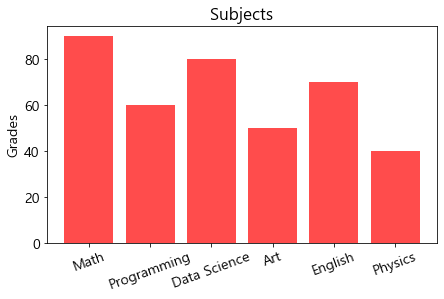 Subjects
Grades
80
60
40
20
0
Math
Programming
Data Science
Art
English
Physics